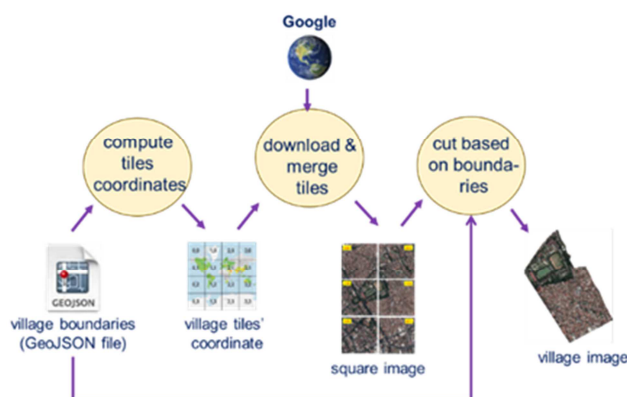 Google
compute
tiles
coordinates
download &
merge
tiles
cut based
on bounda-
ries
GEOJSON
village boundaries
(GeoJSON file)
village tiles'
coordinate
square image
village image